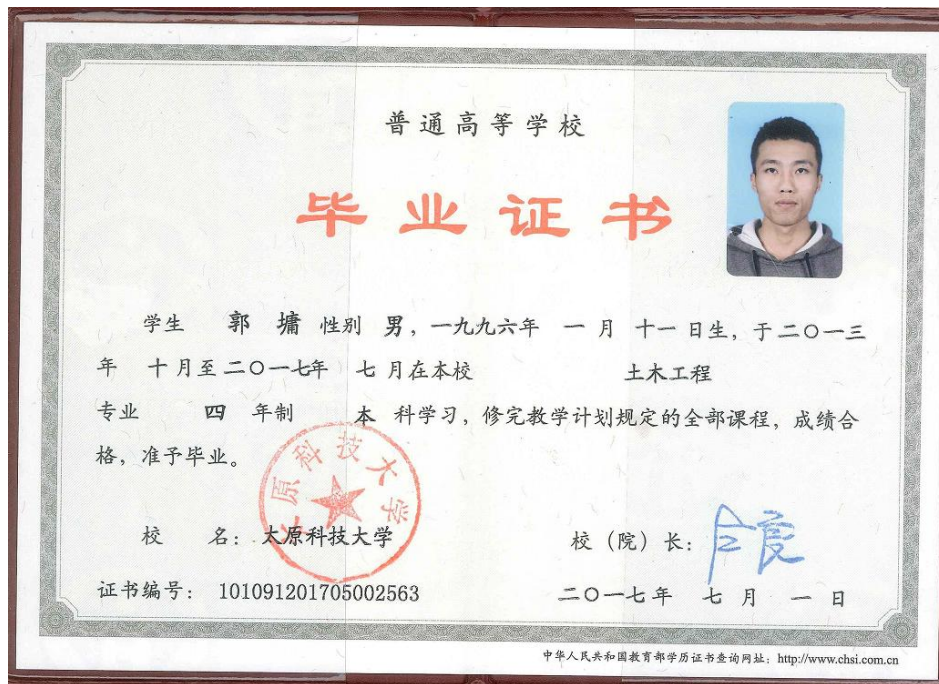 普通高等学校
毕业证书
学生 郭墉 性别 男，一九九六年 一月 十一日生，于二〇一三
年 十月至二〇一七年 七月在本校 土木工程
专业 四 年制 本 科学习，修完教学计划规定的全部课程，成绩合
格，准予毕业。
太原科技大学
校 名：太原科技大学 校（院）长：
证书编号：101091201705002563 二〇一七年 七月 一日
中华人民共和国教育部学历证书查询网址：http://www.chsi.com.cn